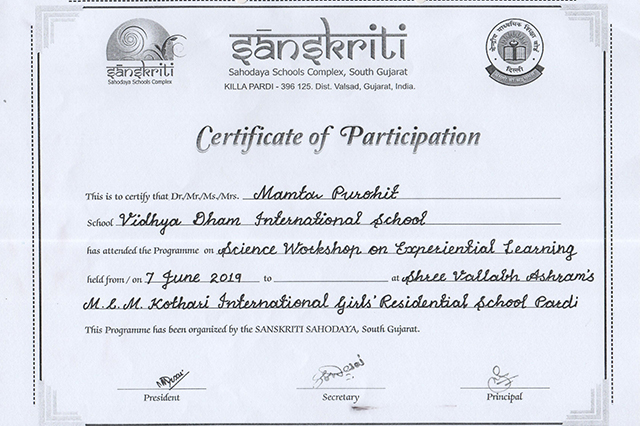 sānskriti
Sahodaya Schools Complex
sānskriti
Sahodaya Schools Complex, South Gujarat
KILLA PARDI - 396 125. Dist. Valsad, Gujarat, India.
केन्द्रीय माध्यमिक शिक्षा बोर्ड
दिल्ली
Certificate of Participation
This is to certify that Dr./Mr./Ms./Mrs. Mamta Purohit
School Vidhya Dham International School
has attended the Programme on Science Workshop on Experiential Learning
held from / on 7 June 2019 to at Shree Vallabh Ashram's
M.C.M. Kothari International Girls' Residential School Pardi
This Programme has been organized by the SANSKRITI SAHODAYA, South Gujarat.
President Secretary Principal